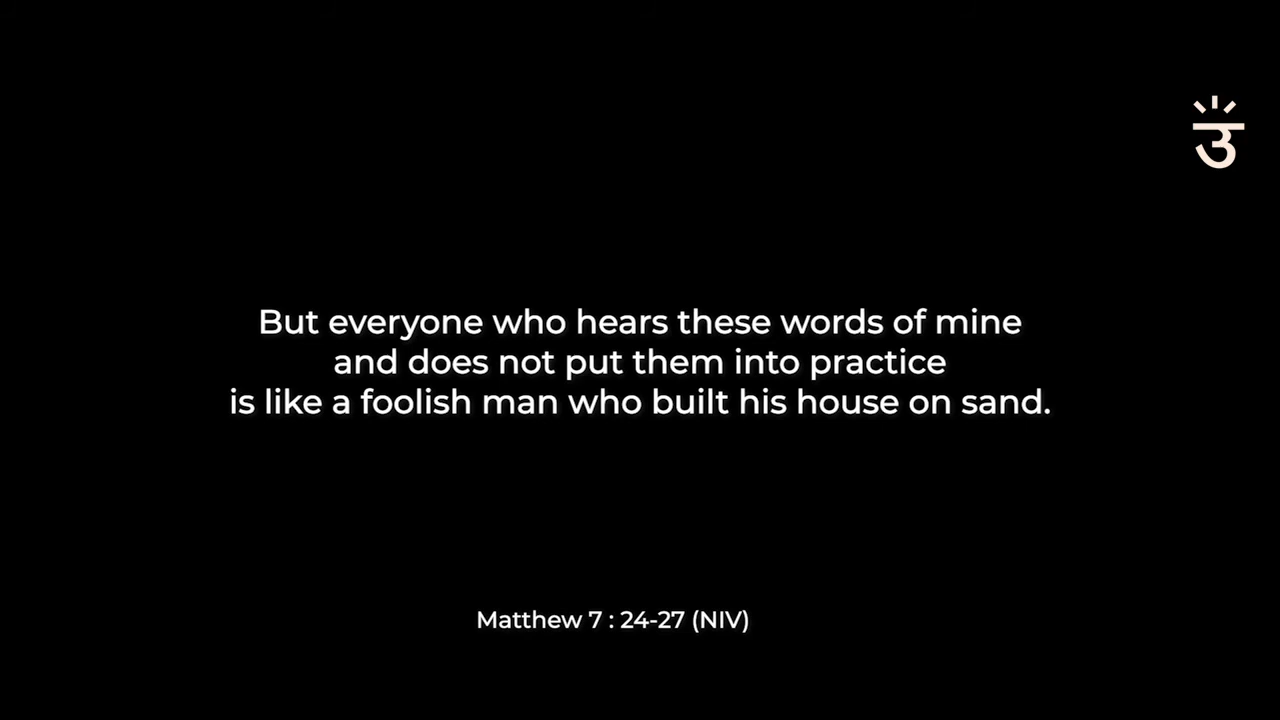 उ
But everyone who hears these words of mine
and does not put them into practice
is like a foolish man who built his house on sand.
Matthew 7 : 24-27 (NIV)